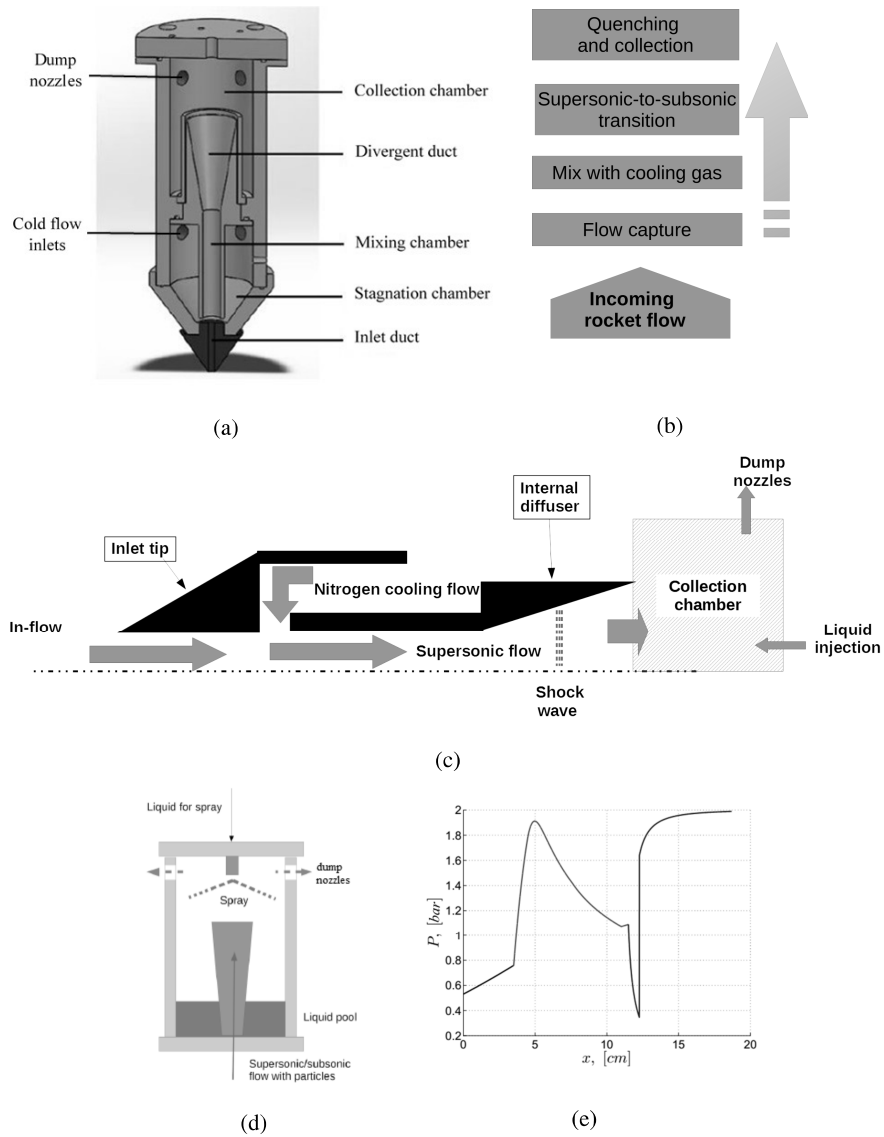 Dump
nozzles
Collection chamber
Divergent duct
Cold flow
inlets
Mixing chamber
Stagnation chamber
Inlet duct
(a)
Quenching
and collection
Supersonic-to-subsonic
transition
Mix with cooling gas
Flow capture
Incoming
rocket flow
(b)
Dump
nozzles
Internal
diffuser
Inlet tip
Nitrogen cooling flow
Collection
chamber
In-flow
Supersonic flow
Liquid
injection
Shock
wave
(c)
Liquid for spray
dump
nozzles
Spray
Liquid pool
Supersonic/subsonic
flow with particles
(d)
2
1.8
1.6
1.4
1.2
1
0.8
0.6
0.4
0.2
P, [bar]
0 5 10 15 20
x, [cm]
(e)